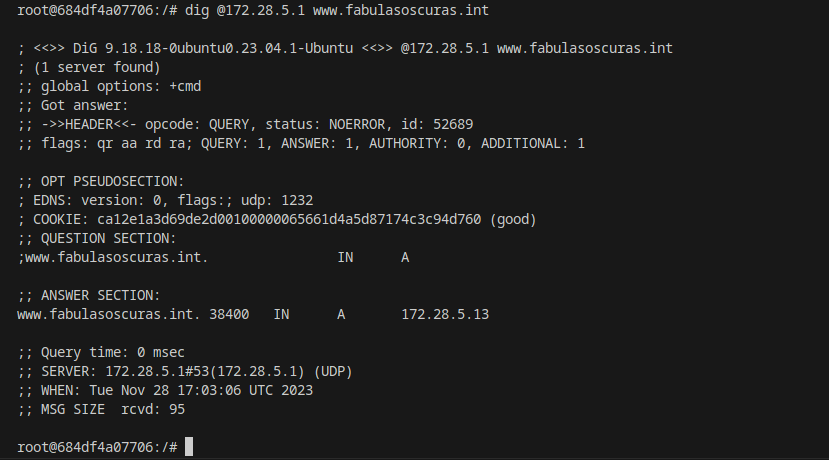 root@684df4a07706:/# dig @172.28.5.1 www.fabulasoscuras.int
; <<>> DiG 9.18.18-0ubuntu0.23.04.1-Ubuntu <<>> @172.28.5.1 www.fabulasoscuras.int
; (1 server found)
;; global options: +cmd
;; Got answer:
;; ->>HEADER<<- opcode: QUERY, status: NOERROR, id: 52689
;; flags: qr aa rd ra; QUERY: 1, ANSWER: 1, AUTHORITY: 0, ADDITIONAL: 1
;; OPT PSEUDOSECTION:
; EDNS: version: 0, flags:; udp: 1232
; COOKIE: ca12e1a3d69de2d00100000065661d4a5d87174c3c94d760 (good)
;; QUESTION SECTION:
;www.fabulasoscuras.int. IN A
;; ANSWER SECTION:
www.fabulasoscuras.int. 38400 IN A 172.28.5.13
;; Query time: 0 msec
;; SERVER: 172.28.5.1#53(172.28.5.1) (UDP)
;; WHEN: Tue Nov 28 17:03:06 UTC 2023
;; MSG SIZE rcvd: 95
root@684df4a07706:/#